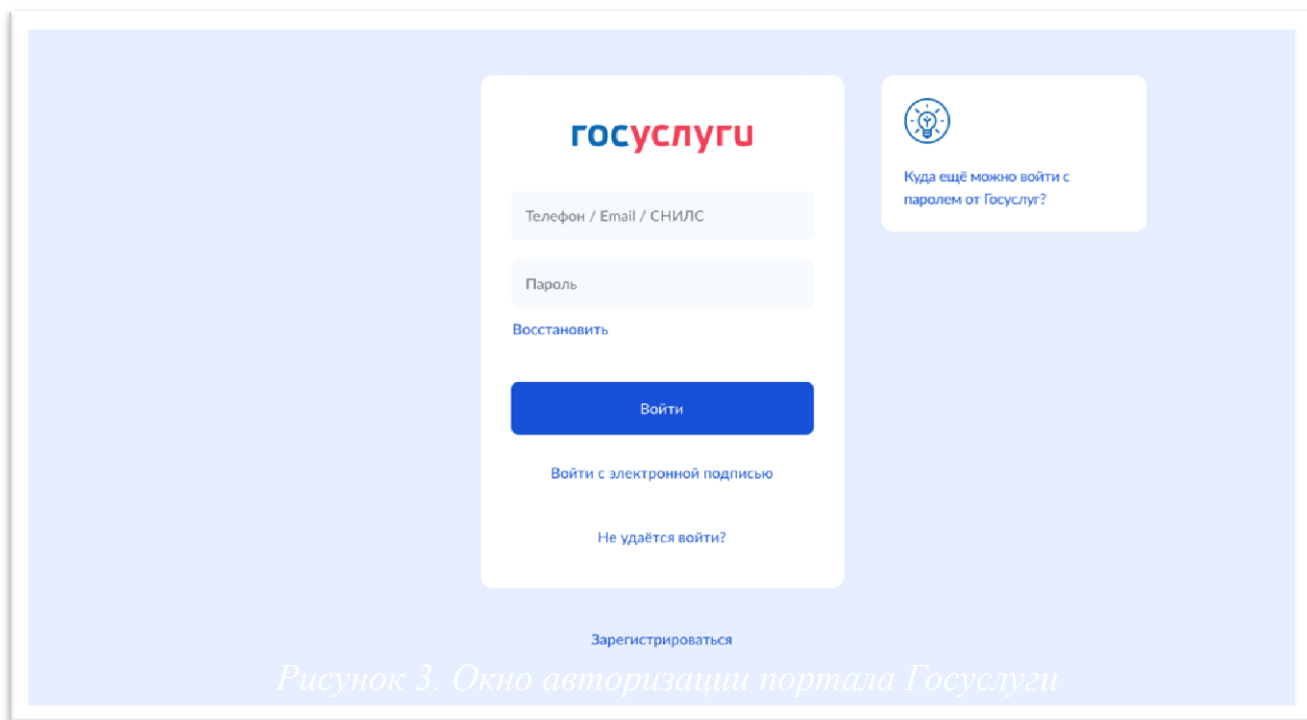 госуслуги
Телефон / Email / СНИЛС
Пароль
Восстановить
Войти
Войти с электронной подписью
Не удаётся войти?
Зарегистрироваться
Куда ещё можно войти с
паролем от Госуслуг?
Рисунок 3. Окно авторизации портала Госуслуги